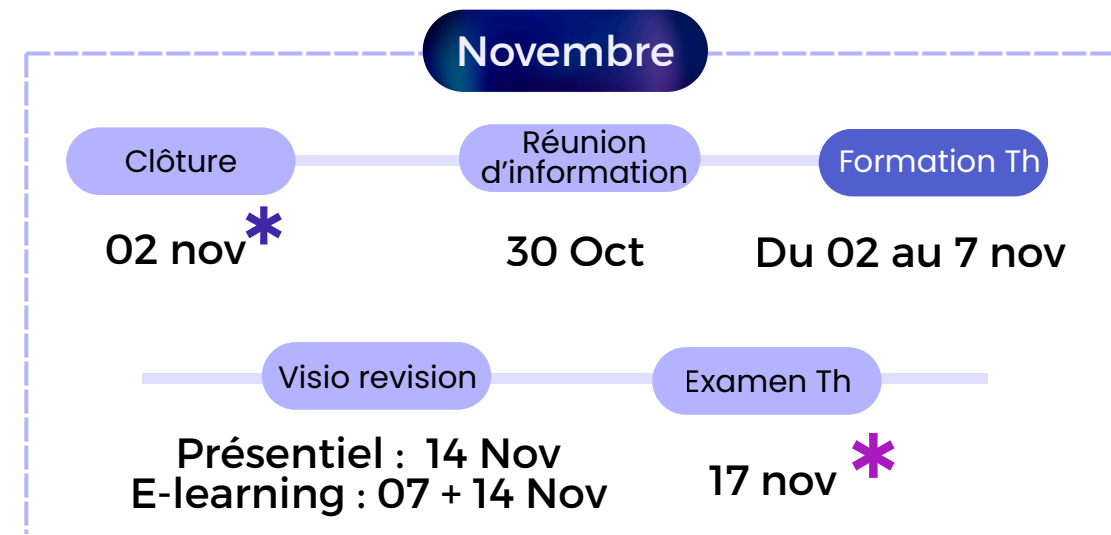 Novembre
Clôture
Réunion
d’information
Formation Th
02 nov*
30 Oct
Du 02 au 7 nov
Visio revision
Examen Th
Présentiel : 14 Nov
E-learning : 07 + 14 Nov
17 nov *